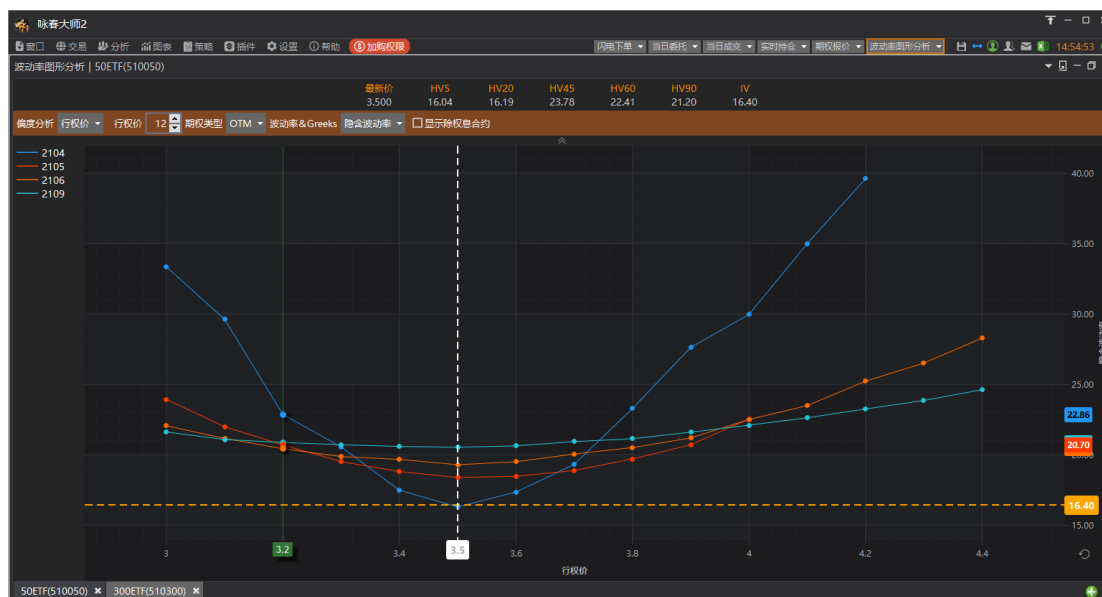 咏春大师2
窗口 交易 分析 图表 策略 插件 设置 帮助 加购权限 闪电下单 当日委托 当日成交 实时持仓 期权报价 波动率图形分析 14:54:53
波动率图形分析 | 50ETF(510050)
最新价 HV5 HV20 HV45 HV60 HV90 IV
3.500 16.04 16.19 23.78 22.41 21.20 16.40
偏度分析 行权价 行权价 12 期权类型 OTM 波动率&Greeks 隐含波动率 显示除权息合约
2104
2105
2106
2109
40.00
35.00
30.00
25.00
22.86
20.70
20.00
16.40
15.00
3 3.2 3.4 3.5 3.6 3.8 4 4.2 4.4
行权价
50ETF(510050) 300ETF(510300)